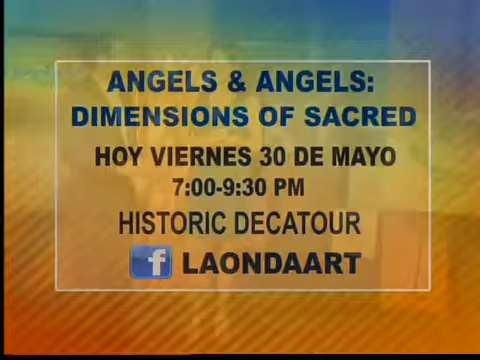 ANGELS & ANGELS:
DIMENSIONS OF SACRED
HOY VIERNES 30 DE MAYO
7:00-9:30 PM
HISTORIC DECATOUR
f LAONDAART